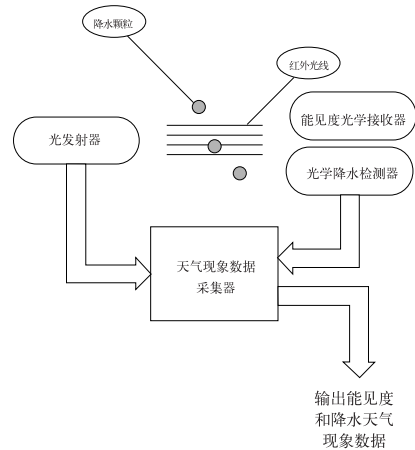 降水颗粒
红外光线
能见度光学接收器
光发射器
光学降水检测器
天气现象数据
采集器
输出能见度
和降水天气
现象数据